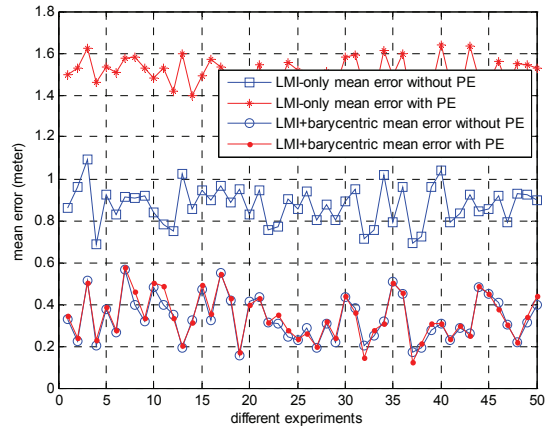 1.8
1.6
1.4
1.2
1
0.8
0.6
0.4
0.2
0
mean error (meter)
LMI-only mean error without PE
LMI-only mean error with PE
LMI+barycentric mean error without PE
LMI+barycentric mean error with PE
0 5 10 15 20 25 30 35 40 45 50
different experiments